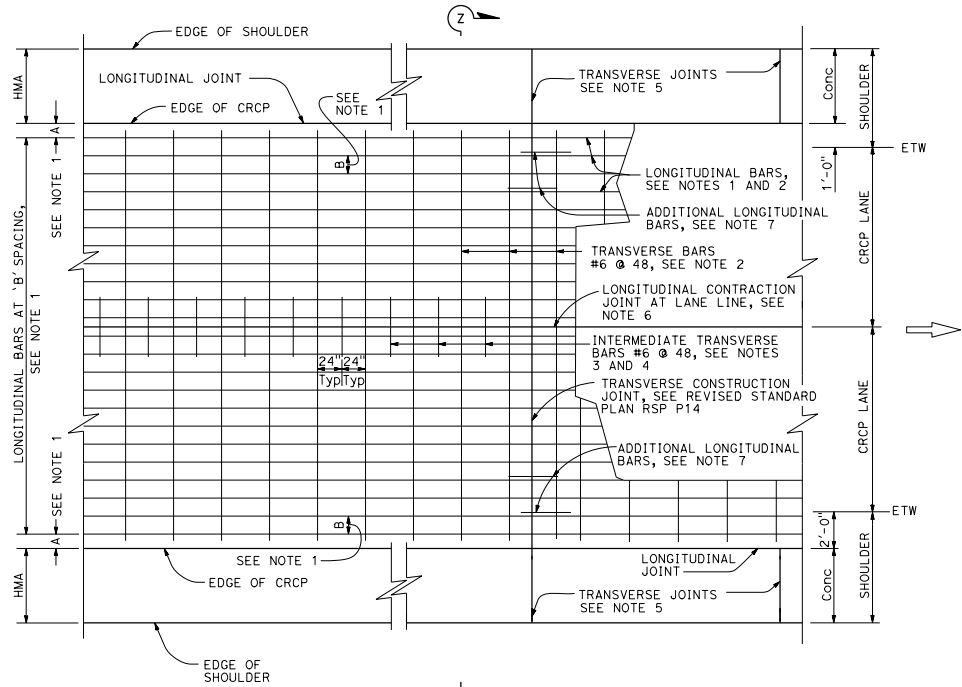 Z
EDGE OF SHOULDER
HMA
LONGITUDINAL JOINT
SEE
NOTE 1
TRANSVERSE JOINTS
SEE NOTE 5
Conc
SHOULDER
EDGE OF CRCP
A
ETW
B
1'-0"
LONGITUDINAL BARS,
SEE NOTES 1 AND 2
ADDITIONAL LONGITUDINAL
BARS, SEE NOTE 7
SEE NOTE 1
TRANSVERSE BARS
#6 @ 48, SEE NOTE 2
CRCP LANE
LONGITUDINAL CONTRACTION
JOINT AT LANE LINE, SEE
NOTE 6
LONGITUDINAL BARS AT 'B' SPACING,
SEE NOTE 1
INTERMEDIATE TRANSVERSE
BARS #6 @ 48, SEE NOTES
3 AND 4
24" 24"
Typ Typ
TRANSVERSE CONSTRUCTION
JOINT, SEE REVISED STANDARD
PLAN RSP P14
CRCP LANE
ADDITIONAL LONGITUDINAL
BARS, SEE NOTE 7
SEE NOTE 1
ETW
B
2'-0"
A
SEE NOTE 1
LONGITUDINAL
JOINT
EDGE OF CRCP
HMA
TRANSVERSE JOINTS
SEE NOTE 5
Conc
SHOULDER
EDGE OF
SHOULDER